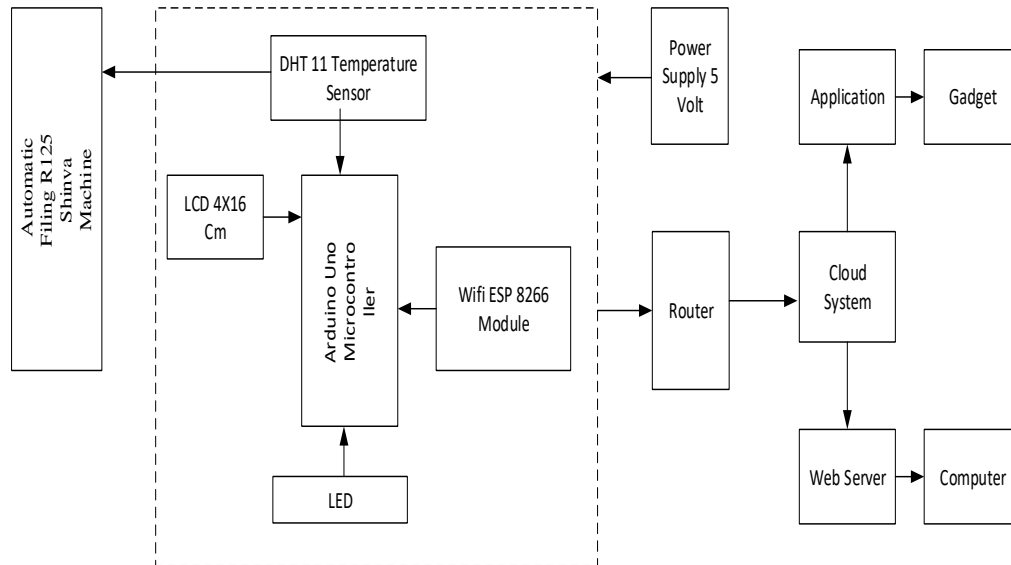 Automatic
Filing R125
Shinva
Machine
DHT 11 Temperature
Sensor
LCD 4X16
Cm
Arduino Uno
Microcontro
ller
Wifi ESP 8266
Module
LED
Power
Supply 5
Volt
Router
Application
Gadget
Cloud
System
Web Server
Computer